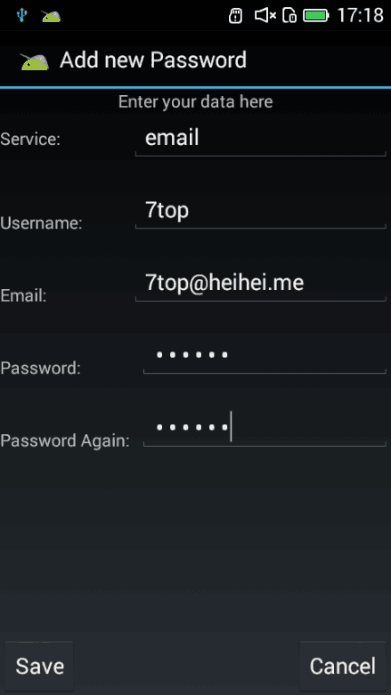 17:18
Add new Password
Enter your data here
Service: email
Username: 7top
Email: 7top@heihei.me
Password: ••••••
Password Again: ••••••
Save Cancel